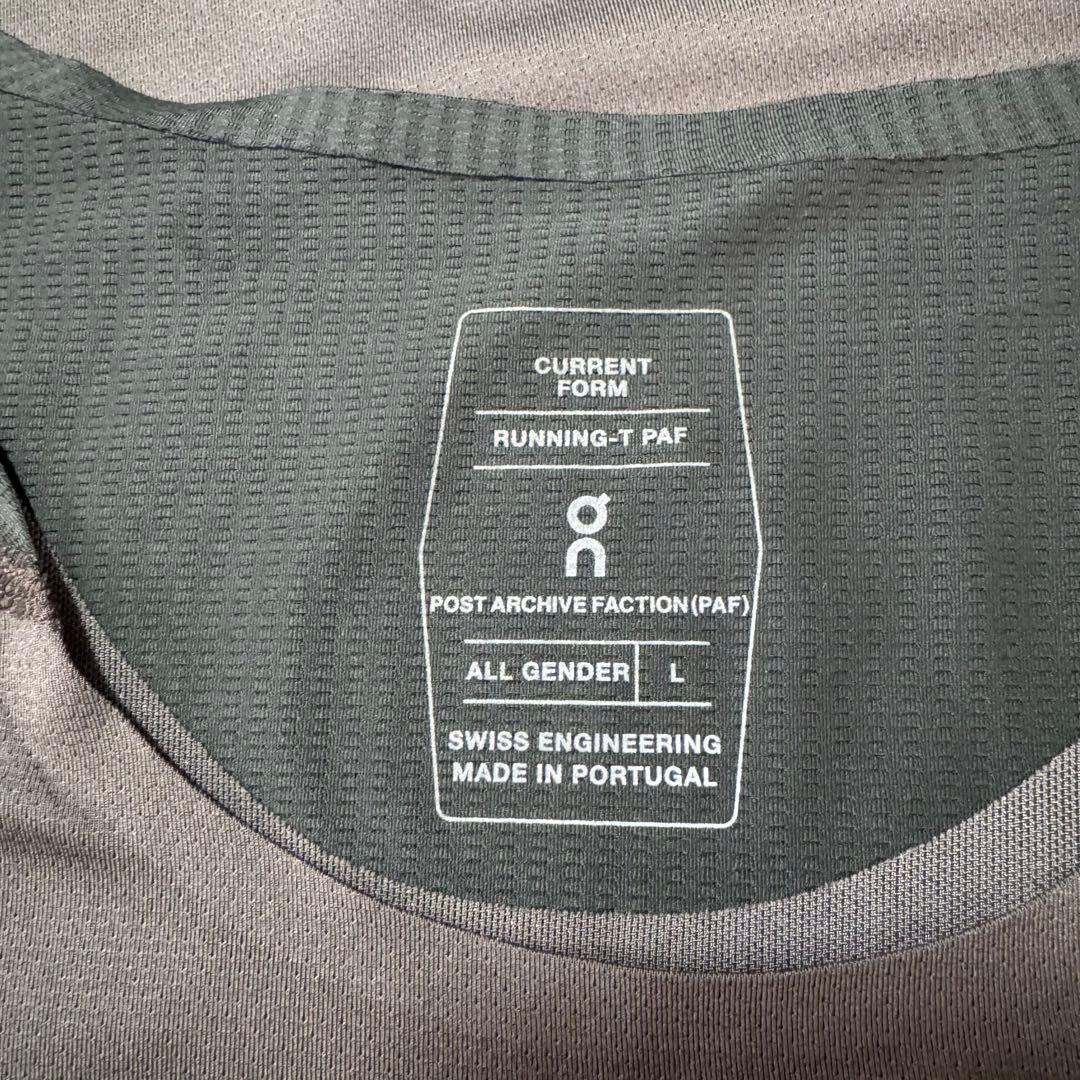 CURRENT
FORM
RUNNING-T PAF
on
POST ARCHIVE FACTION (PAF)
ALL GENDER L
SWISS ENGINEERING
MADE IN PORTUGAL